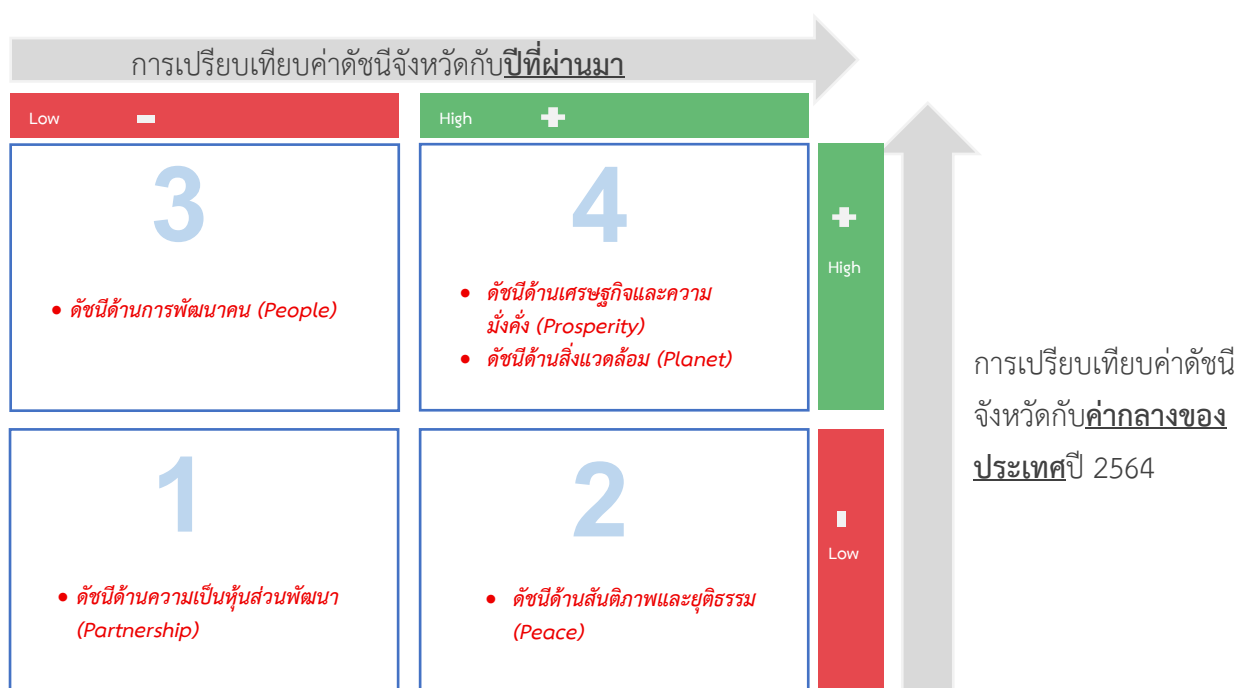 การเปรียบเทียบค่าดัชนีจังหวัดกับปีที่ผ่านมา
Low -
High +
3
• ดัชนีด้านการพัฒนาคน (People)
4
• ดัชนีด้านเศรษฐกิจและความ
มั่งคั่ง (Prosperity)
• ดัชนีด้านสิ่งแวดล้อม (Planet)
+
High
การเปรียบเทียบค่าดัชนี
จังหวัดกับค่ากลางของ
ประเทศปี 2564
1
• ดัชนีด้านความเป็นหุ้นส่วนพัฒนา
(Partnership)
2
• ดัชนีด้านสันติภาพและยุติธรรม
(Peace)
-
Low